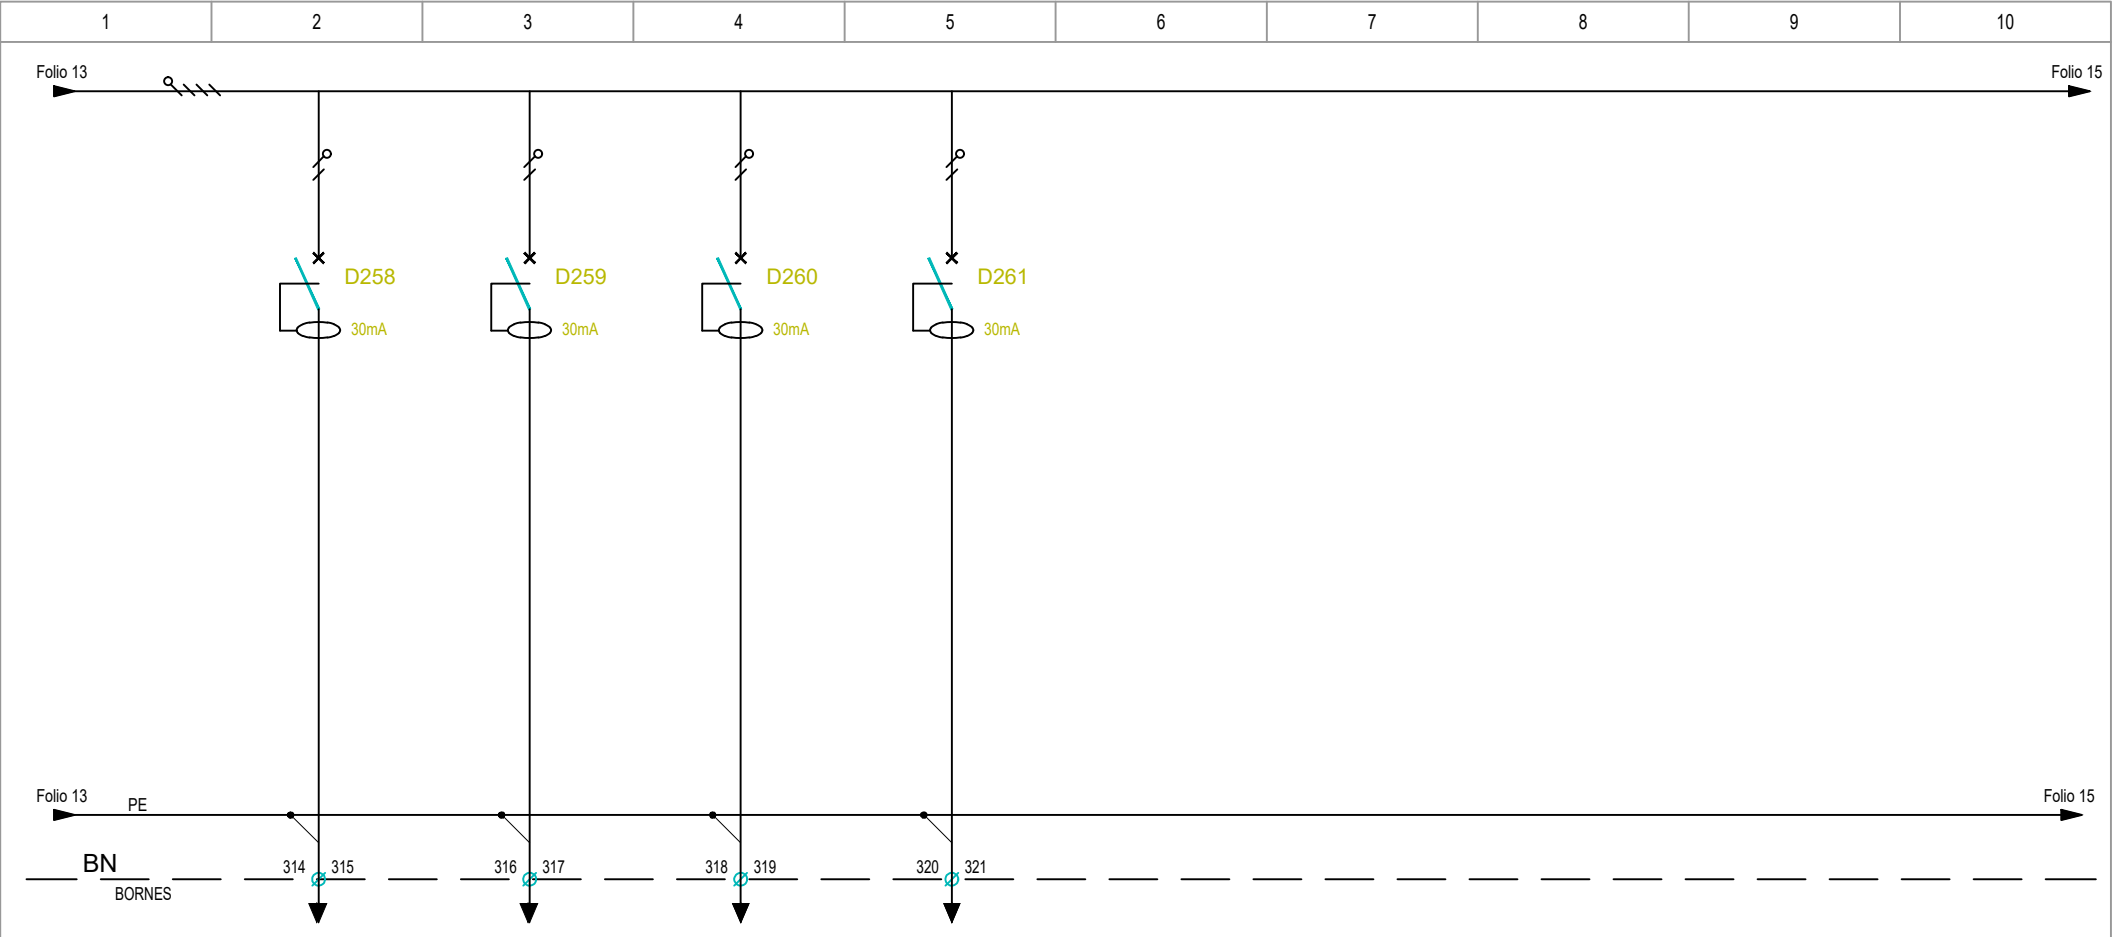 1 2 3 4 5 6 7 8 9 10
Folio 13 Folio 15
D258 D259 D260 D261
30mA 30mA 30mA 30mA
Folio 13 PE Folio 15
BN 314 315 316 317 318 319 320 321
BORNES